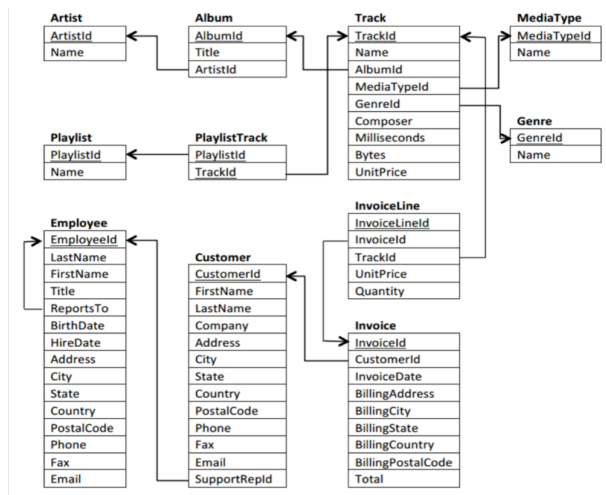 Artist
ArtistId
Name
Album
AlbumId
Title
ArtistId
Track
TrackId
Name
AlbumId
MediaTypeId
GenreId
Composer
Milliseconds
Bytes
UnitPrice
MediaType
MediaTypeId
Name
Genre
GenreId
Name
Playlist
PlaylistId
Name
PlaylistTrack
PlaylistId
TrackId
Employee
EmployeeId
LastName
FirstName
Title
ReportsTo
BirthDate
HireDate
Address
City
State
Country
PostalCode
Phone
Fax
Email
Customer
CustomerId
FirstName
LastName
Company
Address
City
State
Country
PostalCode
Phone
Fax
Email
SupportRepId
InvoiceLine
InvoiceLineId
InvoiceId
TrackId
UnitPrice
Quantity
Invoice
InvoiceId
CustomerId
InvoiceDate
BillingAddress
BillingCity
BillingState
BillingCountry
BillingPostalCode
Total